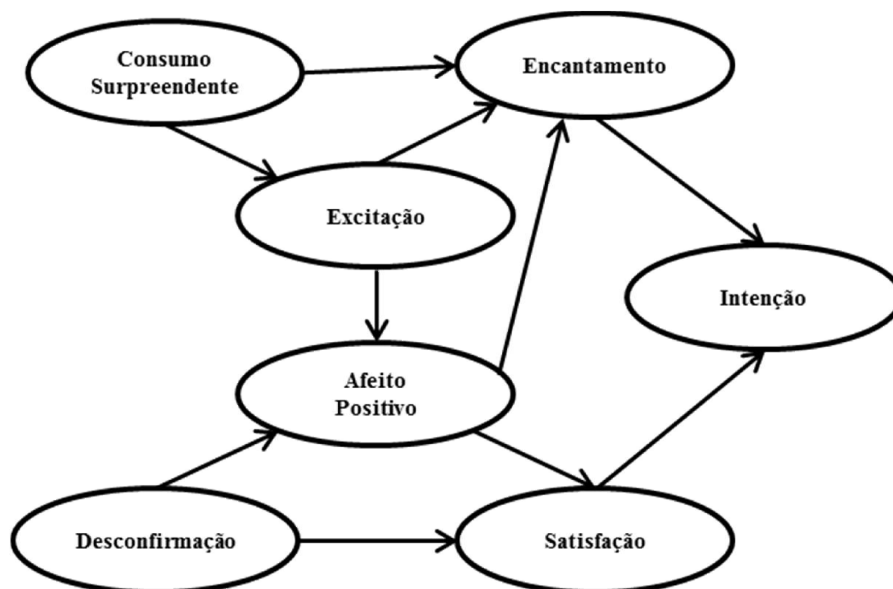 Consumo
Surpreendente
Encantamento
Excitação
Intenção
Afeito
Positivo
Desconfirmação
Satisfação